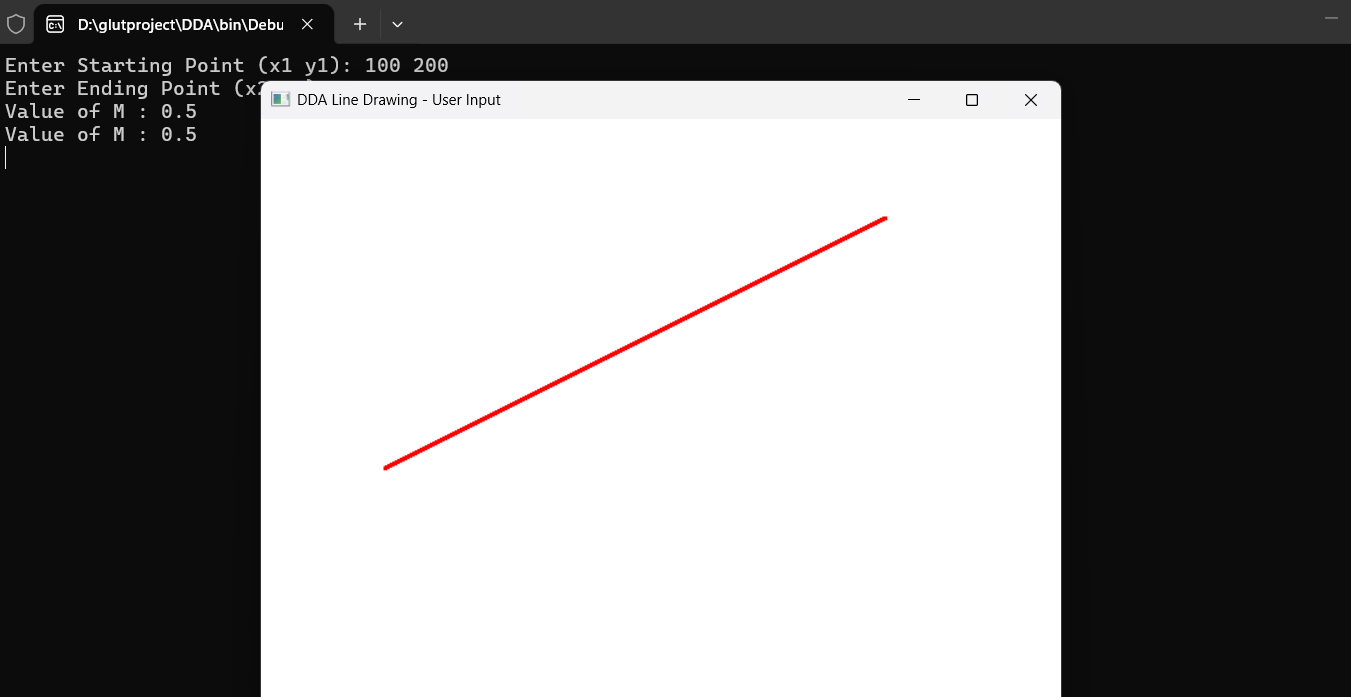 D:\glutproject\DDA\bin\Debu
Enter Starting Point (x1 y1): 100 200
Enter Ending Point (x2
Value of M : 0.5
Value of M : 0.5
DDA Line Drawing - User Input